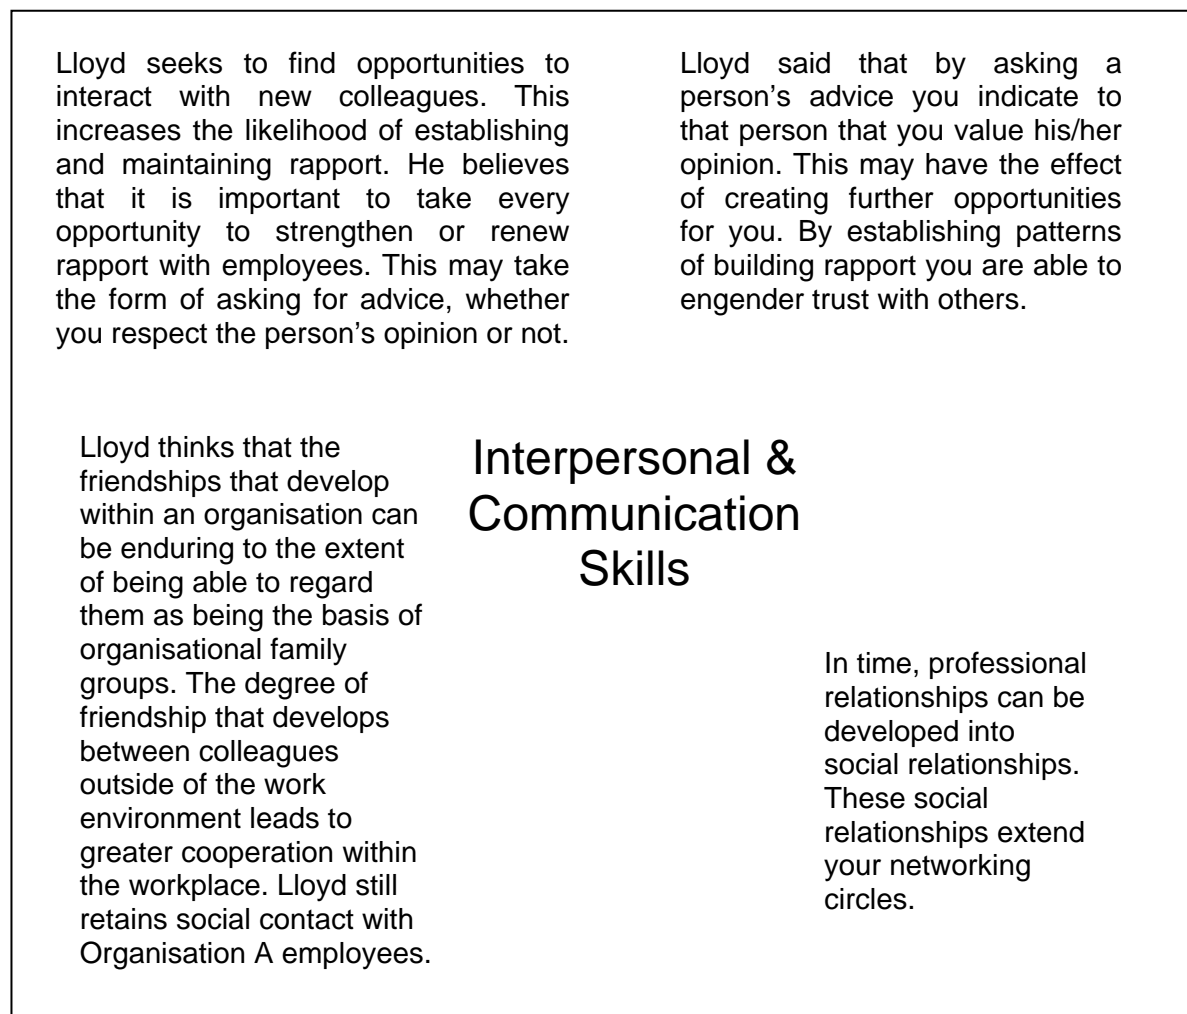 Lloyd seeks to find opportunities to
interact with new colleagues. This
increases the likelihood of establishing
and maintaining rapport. He believes
that it is important to take every
opportunity to strengthen or renew
rapport with employees. This may take
the form of asking for advice, whether
you respect the person’s opinion or not.
Lloyd said that by asking a
person’s advice you indicate to
that person that you value his/her
opinion. This may have the effect
of creating further opportunities
for you. By establishing patterns
of building rapport you are able to
engender trust with others.
Lloyd thinks that the
friendships that develop
within an organisation can
be enduring to the extent
of being able to regard
them as being the basis of
organisational family
groups. The degree of
friendship that develops
between colleagues
outside of the work
environment leads to
greater cooperation within
the workplace. Lloyd still
retains social contact with
Organisation A employees.
Interpersonal &
Communication
Skills
In time, professional
relationships can be
developed into
social relationships.
These social
relationships extend
your networking
circles.